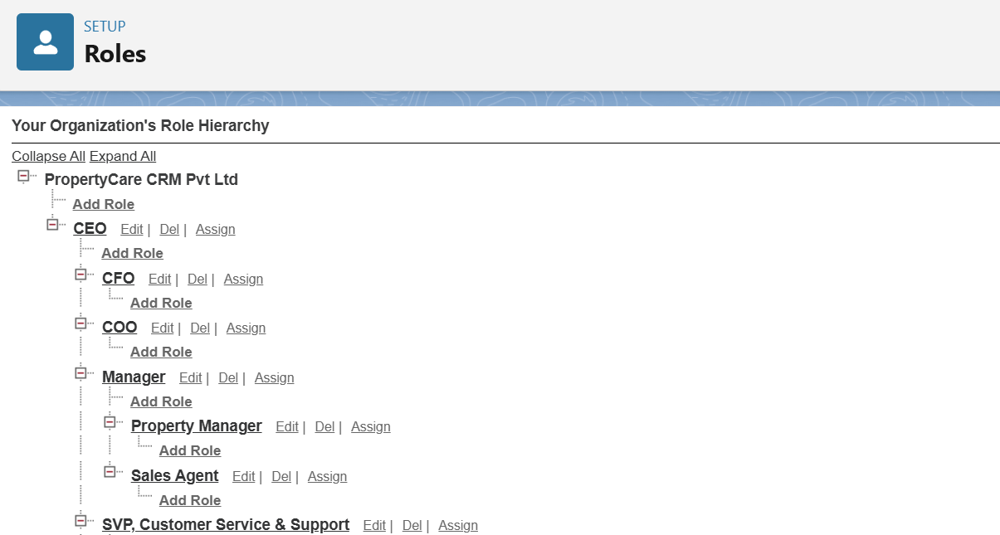 SETUP
Roles
Your Organization's Role Hierarchy
Collapse All Expand All
PropertyCare CRM Pvt Ltd
Add Role
CEO Edit | Del | Assign
Add Role
CFO Edit | Del | Assign
Add Role
COO Edit | Del | Assign
Add Role
Manager Edit | Del | Assign
Add Role
Property Manager Edit | Del | Assign
Add Role
Sales Agent Edit | Del | Assign
Add Role
SVP, Customer Service & Support Edit | Del | Assign